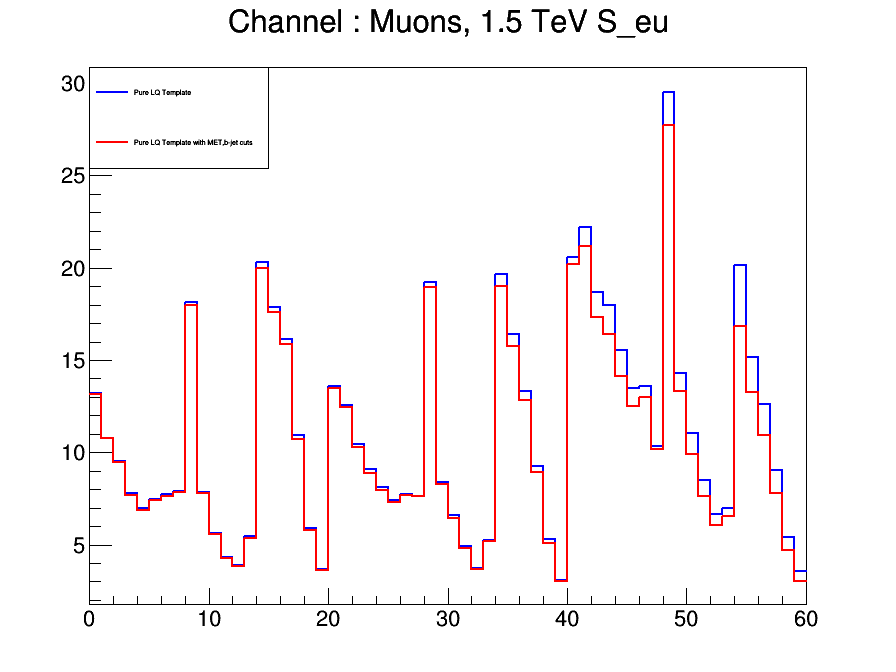 Channel : Muons, 1.5 TeV S_eu
30
Pure LQ Template
Pure LQ Template with MET,b-jet cuts
25
20
15
10
5
0 10 20 30 40 50 60